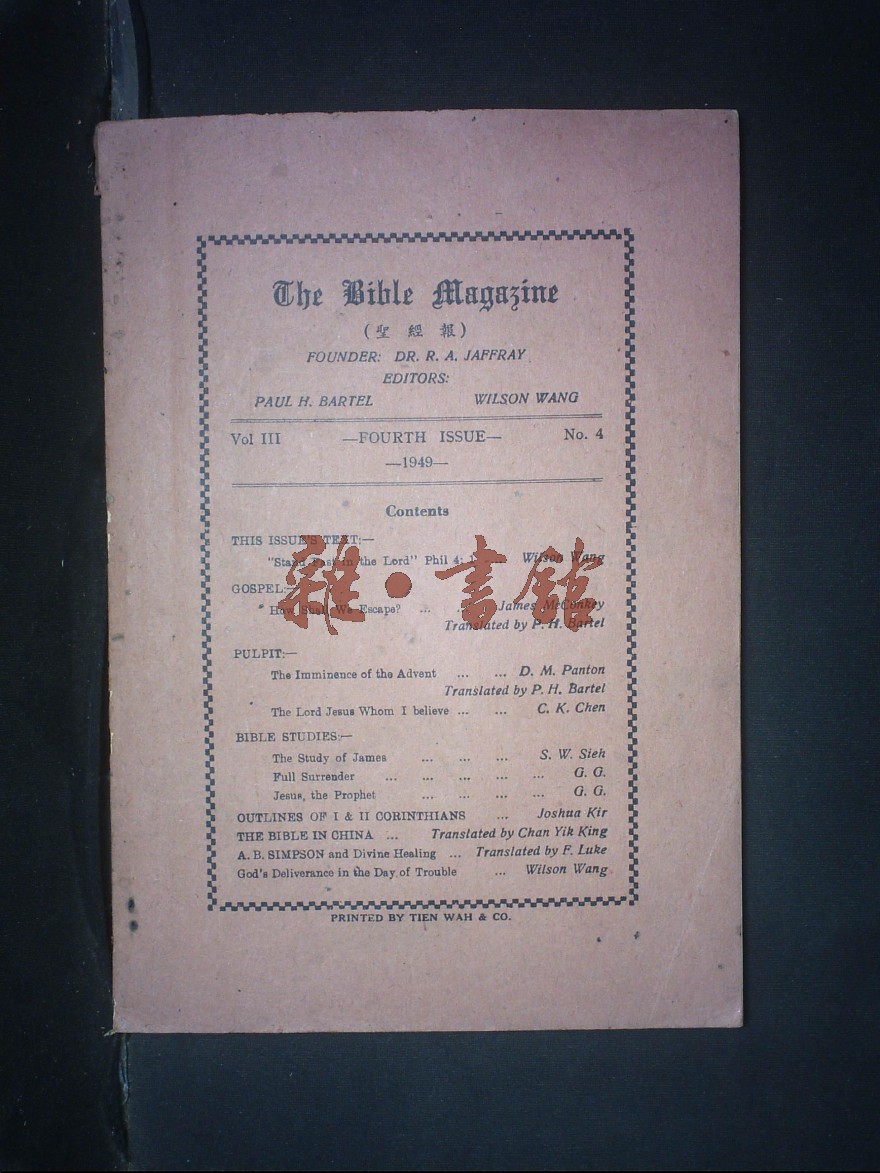 The Bible Magazine
(聖 經 報)
FOUNDER: DR. R. A. JAFFRAY
EDITORS:
PAUL H. BARTEL WILSON WANG
Vol III —FOURTH ISSUE— No. 4
—1949—
Contents
THIS ISSUE'S TEXT:—
"Stand Fast in the Lord" Phil 4: Wilson Wang
GOSPEL:—
How Shall We Escape? ... ... James McConkey
Translated by P. H. Bartel
雜•書館
PULPIT:—
The Imminence of the Advent ... ... D. M. Panton
Translated by P. H. Bartel
The Lord Jesus Whom I believe ... ... C. K. Chen
BIBLE STUDIES:—
The Study of James ... ... ... S. W. Sieh
Full Surrender ... ... ... ... ... G. G.
Jesus, the Prophet ... ... ... ... G. G.
OUTLINES OF I & II CORINTHIANS ... Joshua Kir
THE BIBLE IN CHINA ... Translated by Chan Yik King
A. B. SIMPSON and Divine Healing ... Translated by F. Luke
God's Deliverance in the Day of Trouble ... Wilson Wang
PRINTED BY TIEN WAH & CO.